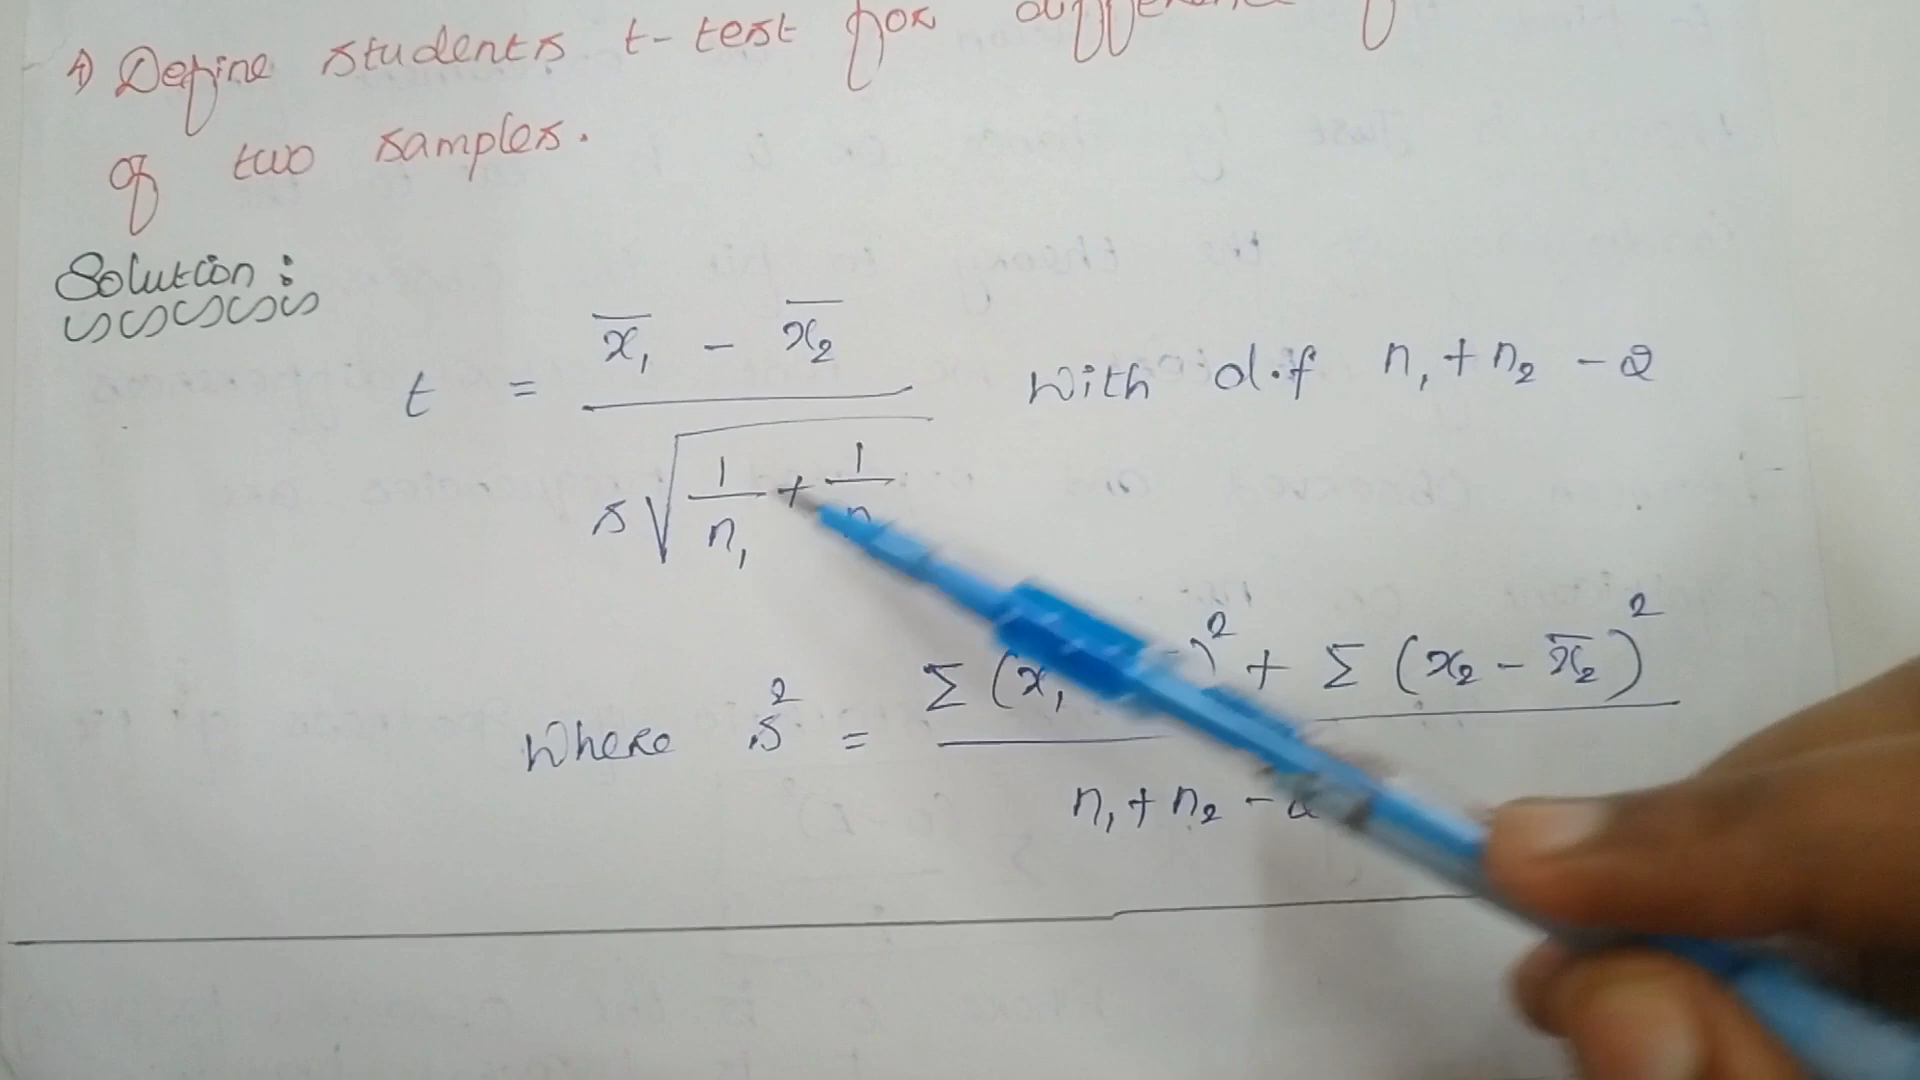 4) Define students t-test for
of two samples.
Solution :
t = x̄₁ - x̄₂ / s√(1/n₁ + 1/n with d.f n₁ + n₂ - 2
Where s² = Σ (x₁ )² + Σ (x₂ - x̄₂)² / n₁ + n₂ -